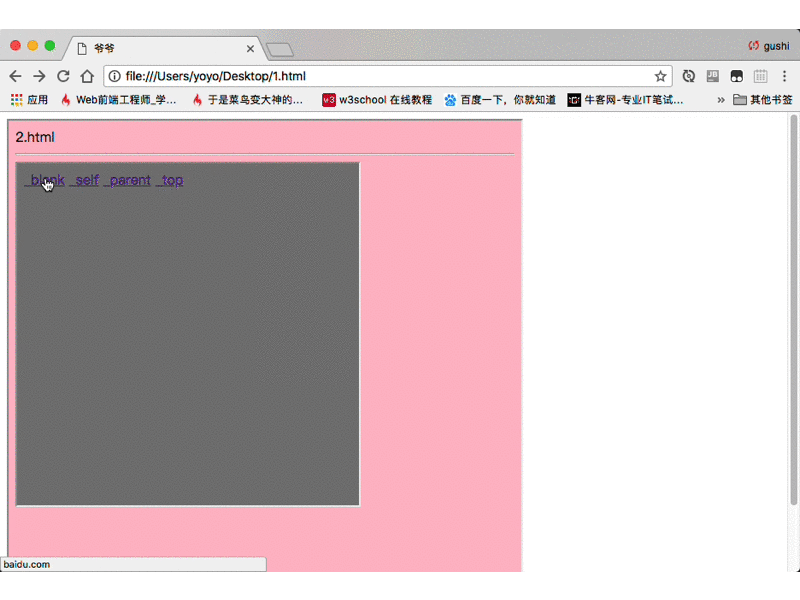 爷爷
gushi
file:///Users/yoyo/Desktop/1.html
应用 Web前端工程师_学... 于是菜鸟变大神的... w3 w3school 在线教程 百度一下，你就知道 牛客网-专业IT笔试... » 其他书签
2.html
_blank _self _parent _top
baidu.com